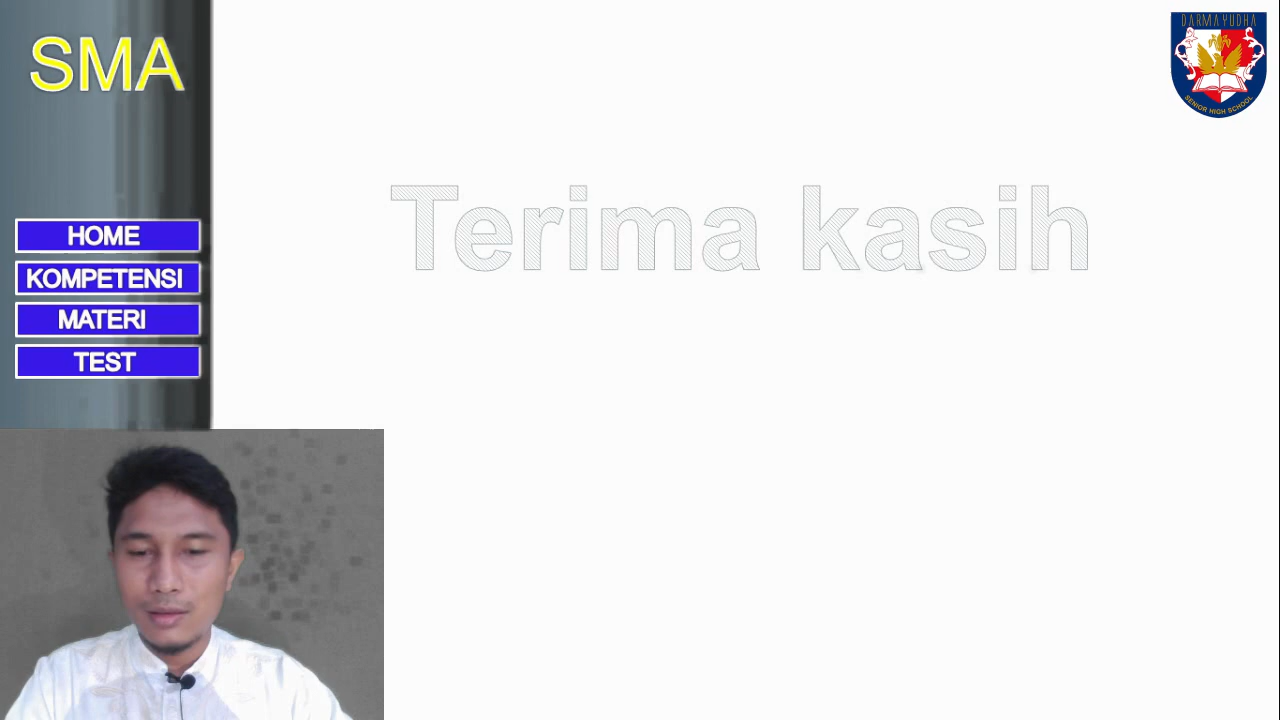 SMA
DARMA YUDHA
SENIOR HIGH SCHOOL
Terima kasih
HOME
KOMPETENSI
MATERI
TEST